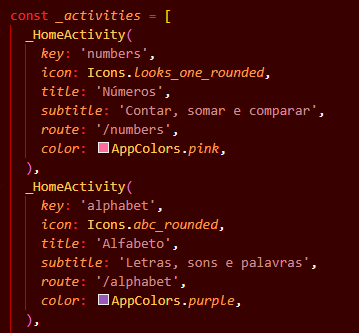 const _activities = [
_HomeActivity(
key: 'numbers',
icon: Icons.looks_one_rounded,
title: 'Números',
subtitle: 'Contar, somar e comparar',
route: '/numbers',
color: AppColors.pink,
),
_HomeActivity(
key: 'alphabet',
icon: Icons.abc_rounded,
title: 'Alfabeto',
subtitle: 'Letras, sons e palavras',
route: '/alphabet',
color: AppColors.purple,
),